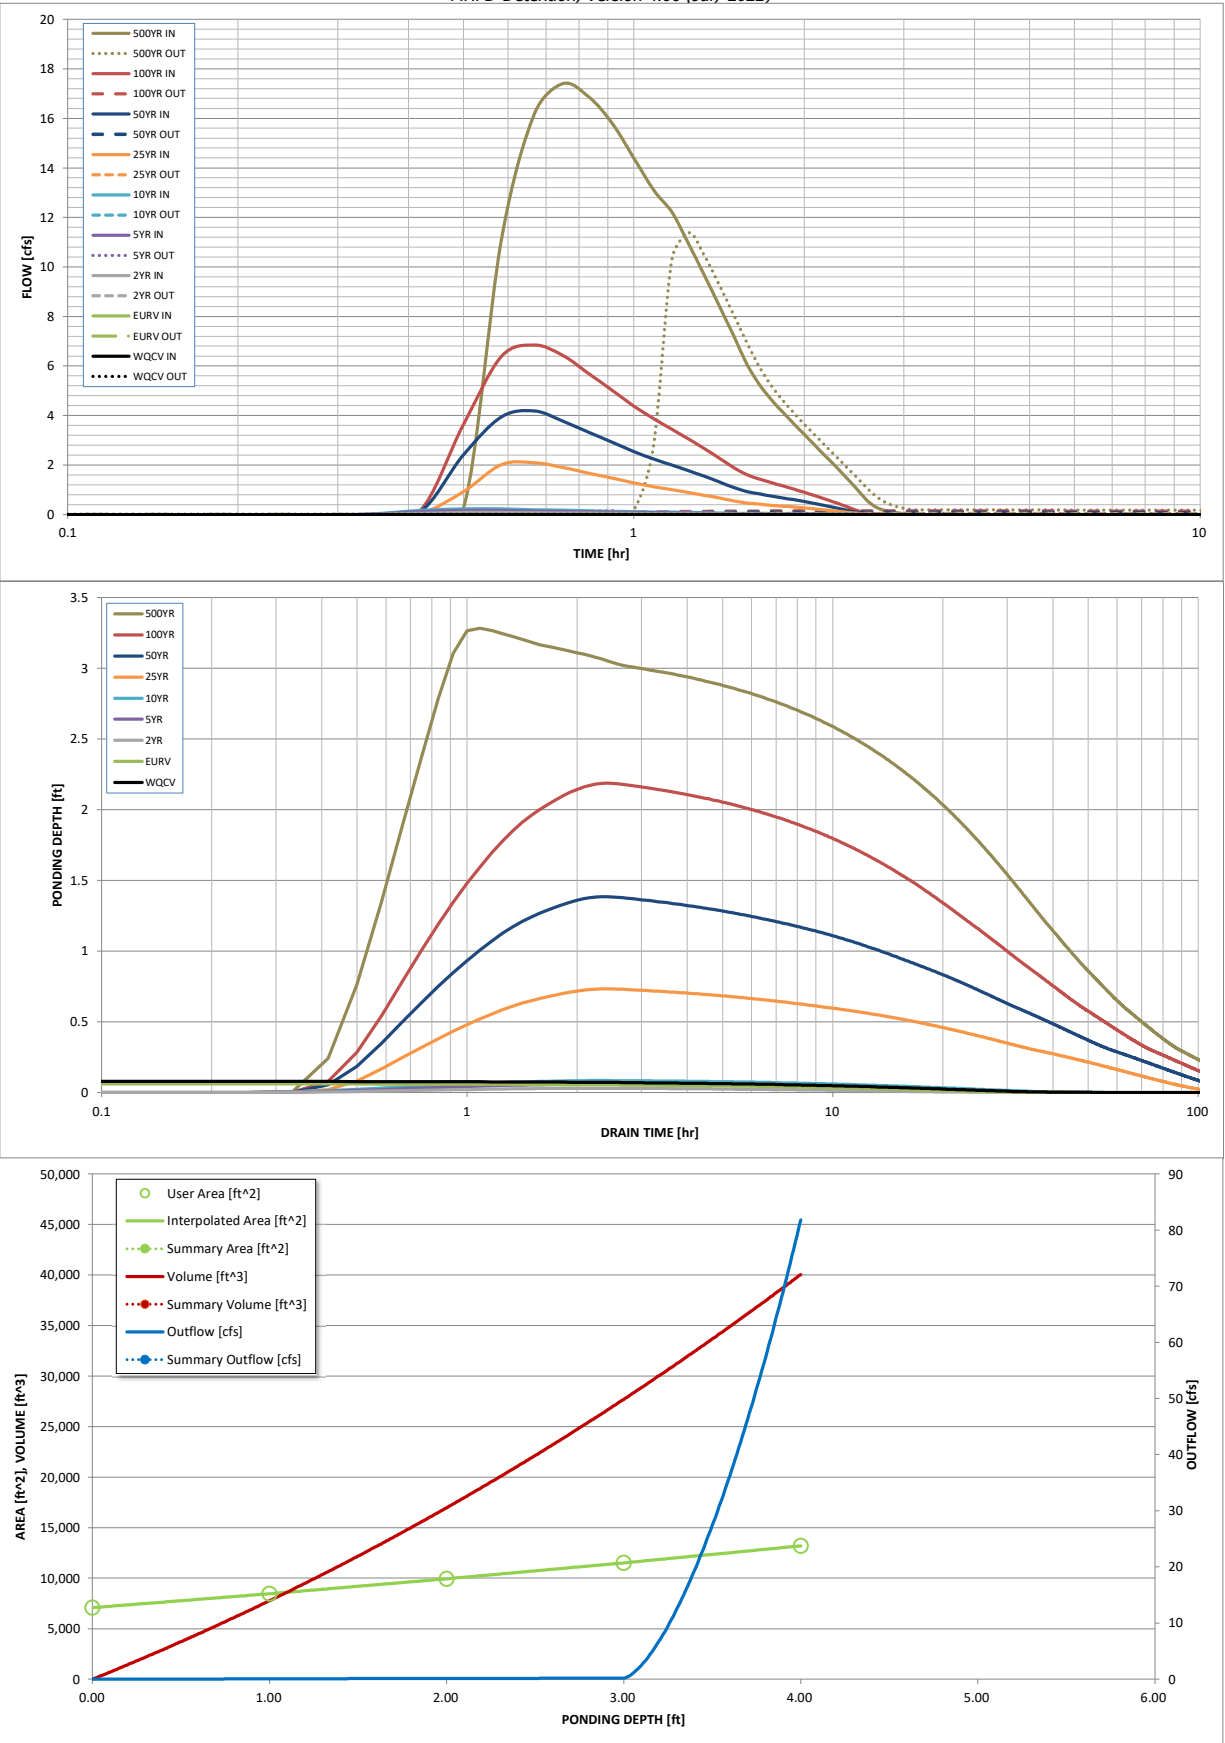 20
18
16
14
12
10
8
6
4
2
0
FLOW [cfs]
500YR IN
500YR OUT
100YR IN
100YR OUT
50YR IN
50YR OUT
25YR IN
25YR OUT
10YR IN
10YR OUT
5YR IN
5YR OUT
2YR IN
2YR OUT
EURV IN
EURV OUT
WQCV IN
WQCV OUT
0.1 1 10
TIME [hr]
3.5
3
2.5
2
1.5
1
0.5
0
PONDING DEPTH [ft]
500YR
100YR
50YR
25YR
10YR
5YR
2YR
EURV
WQCV
0.1 1 10 100
DRAIN TIME [hr]
50,000
45,000
40,000
35,000
30,000
25,000
20,000
15,000
10,000
5,000
0
AREA [ft^2], VOLUME [ft^3]
User Area [ft^2]
Interpolated Area [ft^2]
Summary Area [ft^2]
Volume [ft^3]
Summary Volume [ft^3]
Outflow [cfs]
Summary Outflow [cfs]
90
80
70
60
50
40
30
20
10
0
OUTFLOW [cfs]
0.00 1.00 2.00 3.00 4.00 5.00 6.00
PONDING DEPTH [ft]